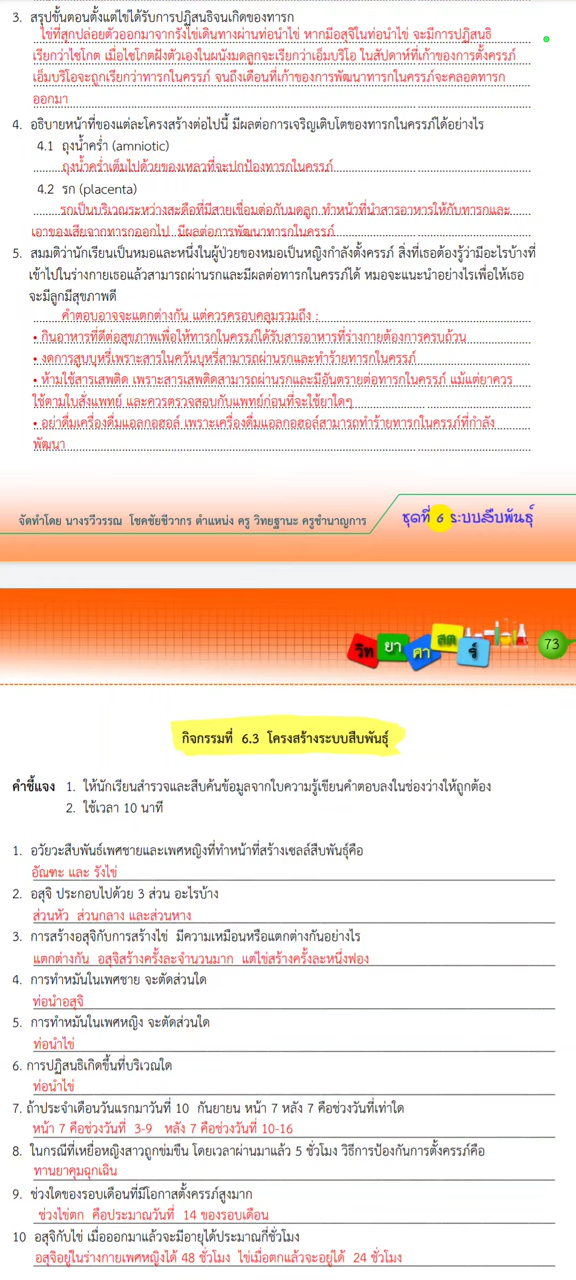 3. สรุปขั้นตอนตั้งแต่ไข่ได้รับการปฏิสนธิจนเกิดของทารก
ไข่ที่สุกปล่อยตัวออกมาจากรังไข่เดินทางผ่านท่อนำไข่ หากมีอสุจิในท่อนำไข่ จะมีการปฏิสนธิ
เรียกว่าไซโกต เมื่อไซโกตฝังตัวเองในผนังมดลูกจะเรียกว่าเอ็มบริโอ ในสัปดาห์ที่เก้าของการตั้งครรภ์
เอ็มบริโอจะถูกเรียกว่าทารกในครรภ์ จนถึงเดือนที่เก้าของการพัฒนาทารกในครรภ์จะคลอดทารก
ออกมา
4. อธิบายหน้าที่ของแต่ละโครงสร้างต่อไปนี้ มีผลต่อการเจริญเติบโตของทารกในครรภ์ได้อย่างไร
4.1 ถุงน้ำคร่ำ (amniotic)
ถุงน้ำคร่ำเต็มไปด้วยของเหลวที่จะปกป้องทารกในครรภ์
4.2 รก (placenta)
รกเป็นบริเวณระหว่างสะดือที่มีสายเชื่อมต่อกับมดลูก ทำหน้าที่นำสารอาหารให้กับทารกและ
เอาของเสียจากทารกออกไป มีผลต่อการพัฒนาทารกในครรภ์
5. สมมติว่านักเรียนเป็นหมอและหนึ่งในผู้ป่วยของหมอเป็นหญิงกำลังตั้งครรภ์ สิ่งที่เธอต้องรู้ว่ามีอะไรบ้างที่
เข้าไปในร่างกายเธอแล้วสามารถผ่านรกและมีผลต่อทารกในครรภ์ได้ หมอจะแนะนำอย่างไรเพื่อให้เธอ
จะมีลูกมีสุขภาพดี
คำตอบอาจจะแตกต่างกัน แต่ควรครอบคลุมรวมถึง :
• กินอาหารที่ดีต่อสุขภาพเพื่อให้ทารกในครรภ์ได้รับสารอาหารที่ร่างกายต้องการครบถ้วน
• งดการสูบบุหรี่เพราะสารในควันบุหรี่สามารถผ่านรกและทำร้ายทารกในครรภ์
• ห้ามใช้สารเสพติด เพราะสารเสพติดสามารถผ่านรกและมีอันตรายต่อทารกในครรภ์ แม้แต่ยาควร
ใช้ตามใบสั่งแพทย์ และควรตรวจสอบกับแพทย์ก่อนที่จะใช้ยาใดๆ
• อย่าดื่มเครื่องดื่มแอลกอฮอล์ เพราะเครื่องดื่มแอลกอฮอล์สามารถทำร้ายทารกในครรภ์ที่กำลัง
พัฒนา
จัดทำโดย นางรวีวรรณ โชคชัยชีวากร ตำแหน่ง ครู วิทยฐานะ ครูชำนาญการ
ชุดที่ 6 ระบบสืบพันธุ์
วิทยาศาสตร์
73
กิจกรรมที่ 6.3 โครงสร้างระบบสืบพันธุ์
คำชี้แจง 1. ให้นักเรียนสำรวจและสืบค้นข้อมูลจากใบความรู้เขียนคำตอบลงในช่องว่างให้ถูกต้อง
2. ใช้เวลา 10 นาที
1. อวัยวะสืบพันธ์เพศชายและเพศหญิงที่ทำหน้าที่สร้างเซลล์สืบพันธุ์คือ
อัณฑะ และ รังไข่
2. อสุจิ ประกอบไปด้วย 3 ส่วน อะไรบ้าง
ส่วนหัว ส่วนกลาง และส่วนหาง
3. การสร้างอสุจิกับการสร้างไข่ มีความเหมือนหรือแตกต่างกันอย่างไร
แตกต่างกัน อสุจิสร้างครั้งละจำนวนมาก แต่ไข่สร้างครั้งละหนึ่งฟอง
4. การทำหมันในเพศชาย จะตัดส่วนใด
ท่อนำอสุจิ
5. การทำหมันในเพศหญิง จะตัดส่วนใด
ท่อนำไข่
6. การปฏิสนธิเกิดขึ้นที่บริเวณใด
ท่อนำไข่
7. ถ้าประจำเดือนวันแรกมาวันที่ 10 กันยายน หน้า 7 หลัง 7 คือช่วงวันที่เท่าใด
หน้า 7 คือช่วงวันที่ 3-9 หลัง 7 คือช่วงวันที่ 10-16
8. ในกรณีที่เหยื่อหญิงสาวถูกข่มขืน โดยเวลาผ่านมาแล้ว 5 ชั่วโมง วิธีการป้องกันการตั้งครรภ์คือ
ทานยาคุมฉุกเฉิน
9. ช่วงใดของรอบเดือนที่มีโอกาสตั้งครรภ์สูงมาก
ช่วงไข่ตก คือประมาณวันที่ 14 ของรอบเดือน
10 อสุจิกับไข่ เมื่อออกมาแล้วจะมีอายุได้ประมาณกี่ชั่วโมง
อสุจิอยู่ในร่างกายเพศหญิงได้ 48 ชั่วโมง ไข่เมื่อตกแล้วจะอยู่ได้ 24 ชั่วโมง